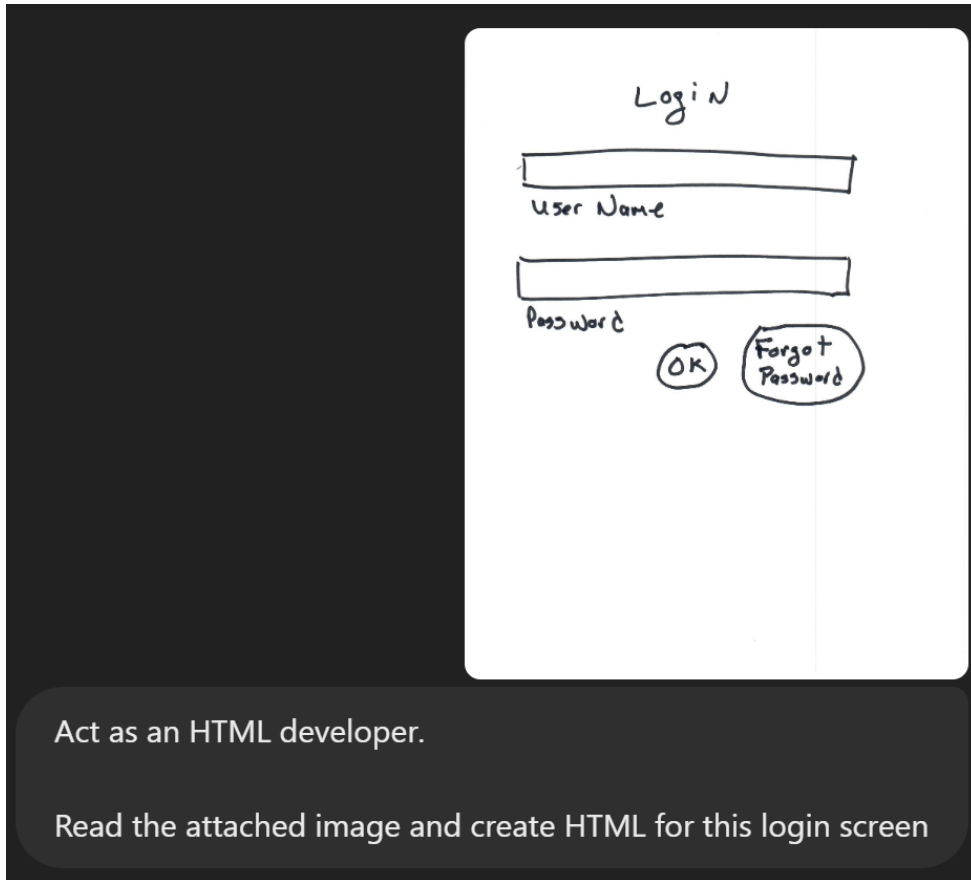 Login
User Name
Password
OK
Forgot
Password
Act as an HTML developer.
Read the attached image and create HTML for this login screen